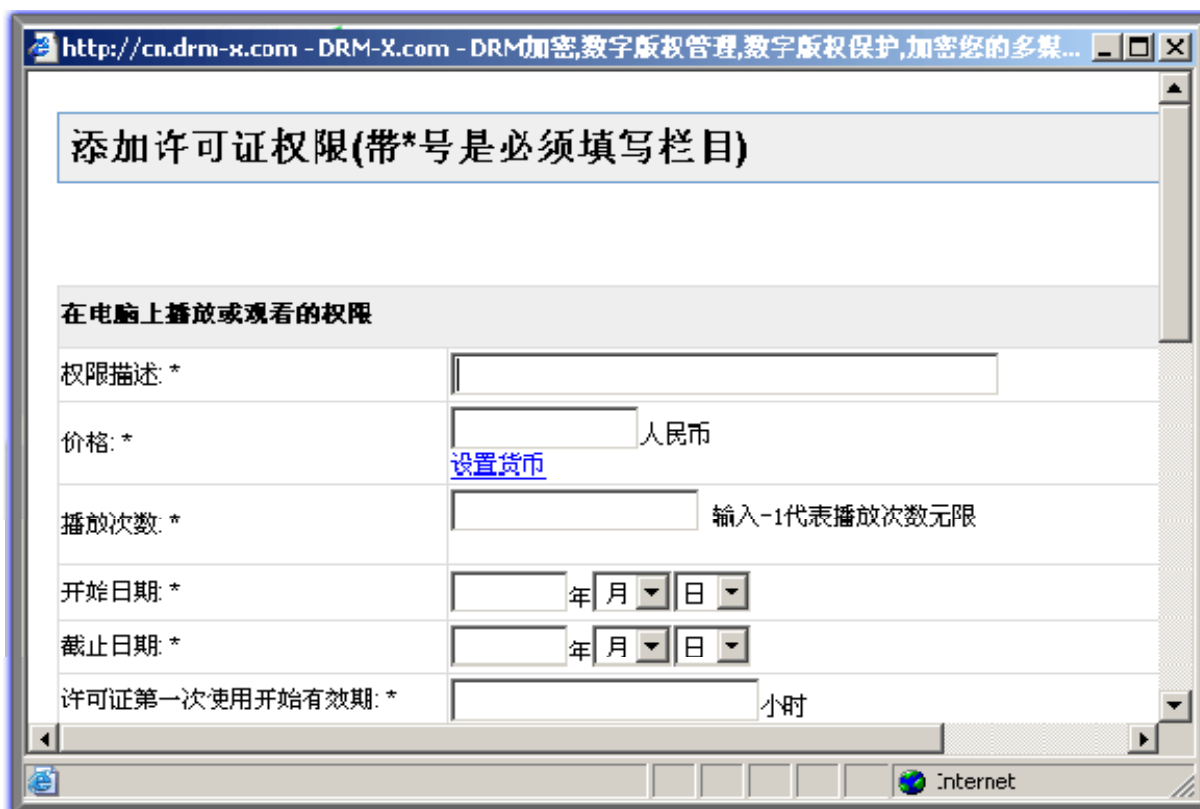 http://cn.drm-x.com - DRM-X.com - DRM加密,数字版权管理,数字版权保护,加密您的多媒...
添加许可证权限(带*号是必须填写栏目)
在电脑上播放或观看的权限
权限描述: *
价格: * 人民币
设置货币
播放次数: * 输入-1代表播放次数无限
开始日期: * 年 月 日
截止日期: * 年 月 日
许可证第一次使用开始有效期: * 小时
Internet